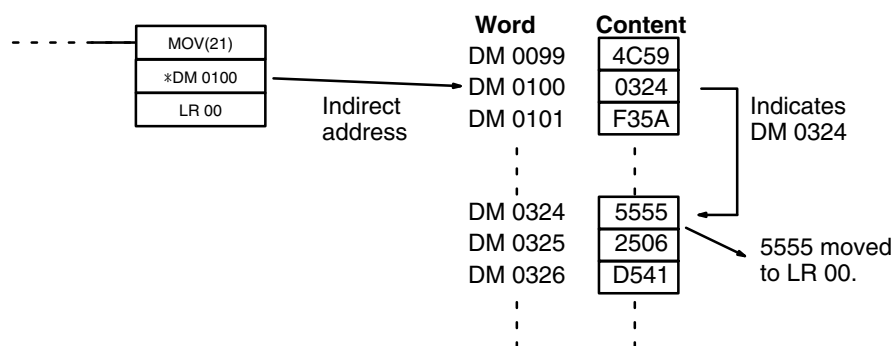 MOV(21)
*DM 0100
LR 00
Indirect
address
Word Content
DM 0099 4C59
DM 0100 0324
DM 0101 F35A
Indicates
DM 0324
DM 0324 5555
DM 0325 2506
DM 0326 D541
5555 moved
to LR 00.